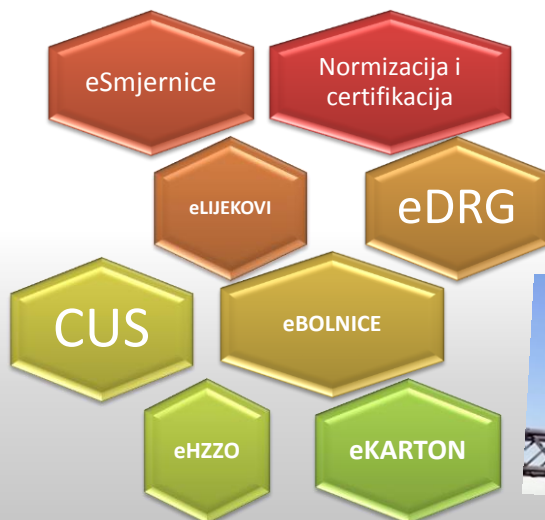 eSmjernice
Normizacija i
certifikacija
eLIJEKOVI
eDRG
CUS
eBOLNICE
eHZZO
eKARTON